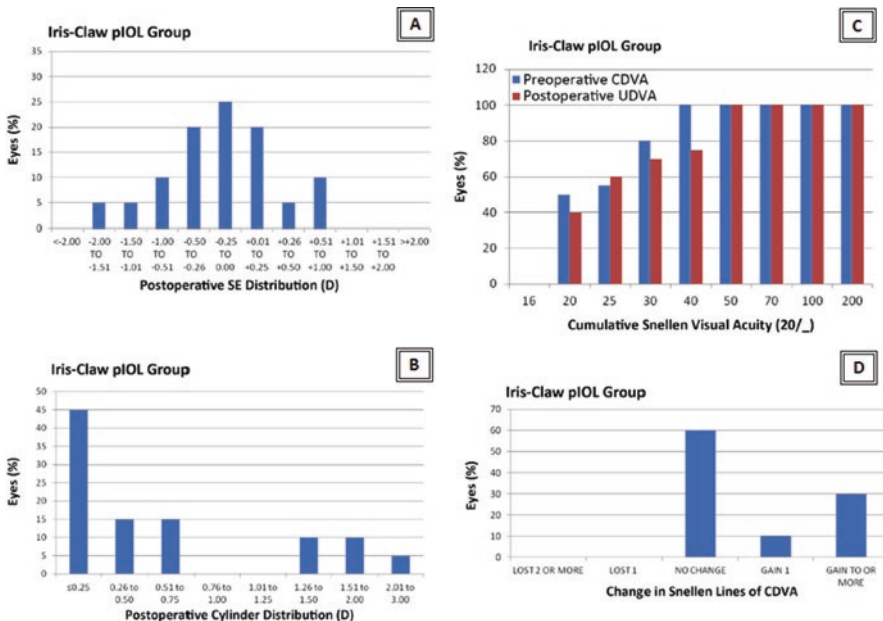 A
Iris-Claw pIOL Group
35
30
25
20
15
10
5
0
Eyes (%)
<-2.00
-2.00 TO -1.51
-1.50 TO -1.01
-1.00 TO -0.51
-0.50 TO -0.26
-0.25 TO 0.00
+0.01 TO +0.25
+0.26 TO +0.50
+0.51 TO +1.00
+1.01 TO +1.50
+1.51 TO +2.00
>+2.00
Postoperative SE Distribution (D)
C
Iris-Claw pIOL Group
120
100
80
60
40
20
0
Eyes (%)
Preoperative CDVA
Postoperative UDVA
16 20 25 30 40 50 70 100 200
Cumulative Snellen Visual Acuity (20/_)
B
Iris-Claw pIOL Group
50
45
40
35
30
25
20
15
10
5
0
Eyes (%)
≤0.25
0.26 to 0.50
0.51 to 0.75
0.76 to 1.00
1.01 to 1.25
1.26 to 1.50
1.51 to 2.00
2.01 to 3.00
Postoperative Cylinder Distribution (D)
D
Iris-Claw pIOL Group
70
60
50
40
30
20
10
0
Eyes (%)
LOST 2 OR MORE
LOST 1
NO CHANGE
GAIN 1
GAIN TO OR MORE
Change in Snellen Lines of CDVA